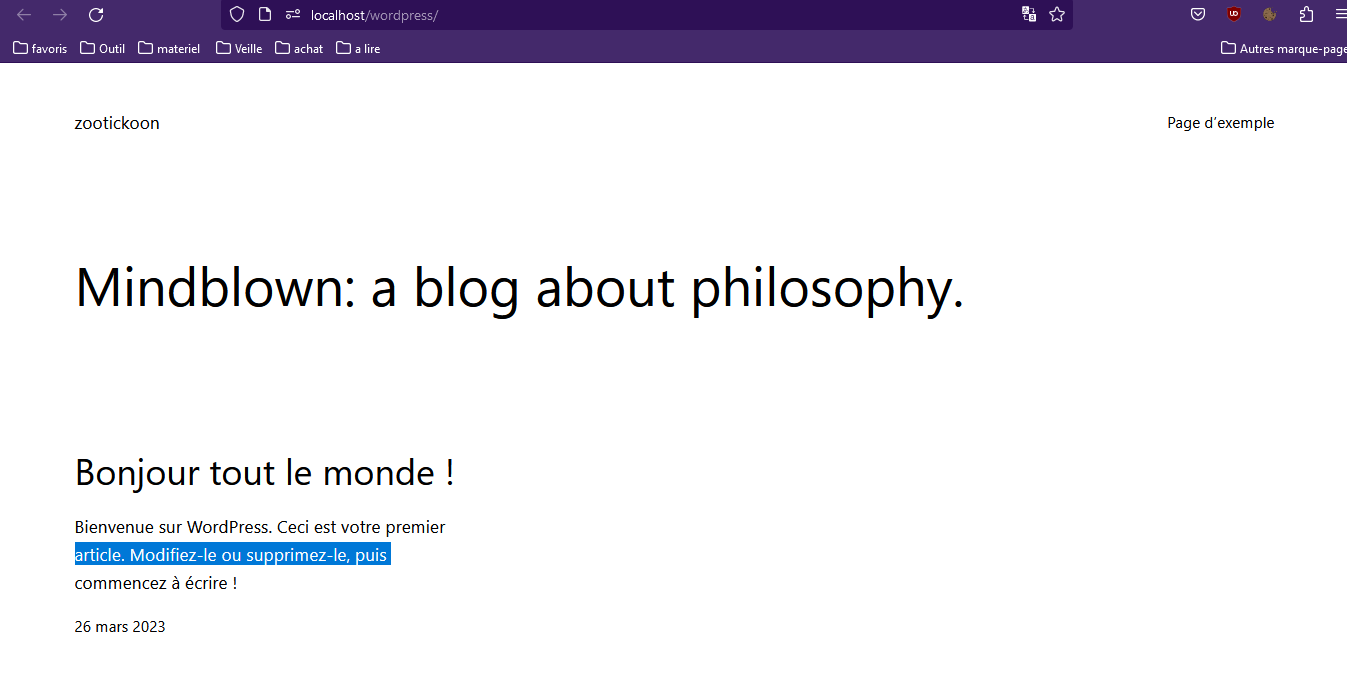 localhost/wordpress/
favoris Outil materiel Veille achat a lire Autres marque-page
zootickoon Page d’exemple
Mindblown: a blog about philosophy.
Bonjour tout le monde !
Bienvenue sur WordPress. Ceci est votre premier
article. Modifiez-le ou supprimez-le, puis
commencez à écrire !
26 mars 2023